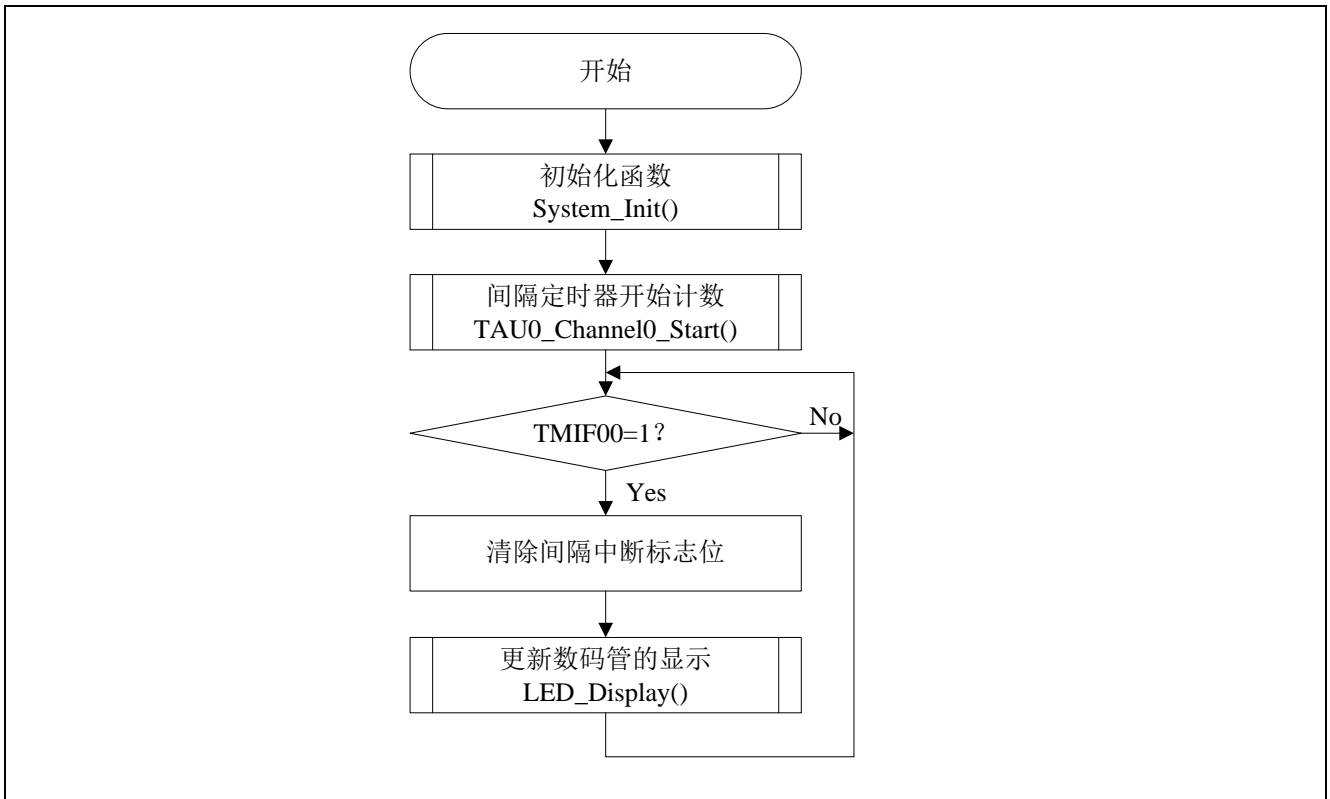 开始
初始化函数
System_Init()
间隔定时器开始计数
TAU0_Channel0_Start()
TMIF00=1？
No
Yes
清除间隔中断标志位
更新数码管的显示
LED_Display()